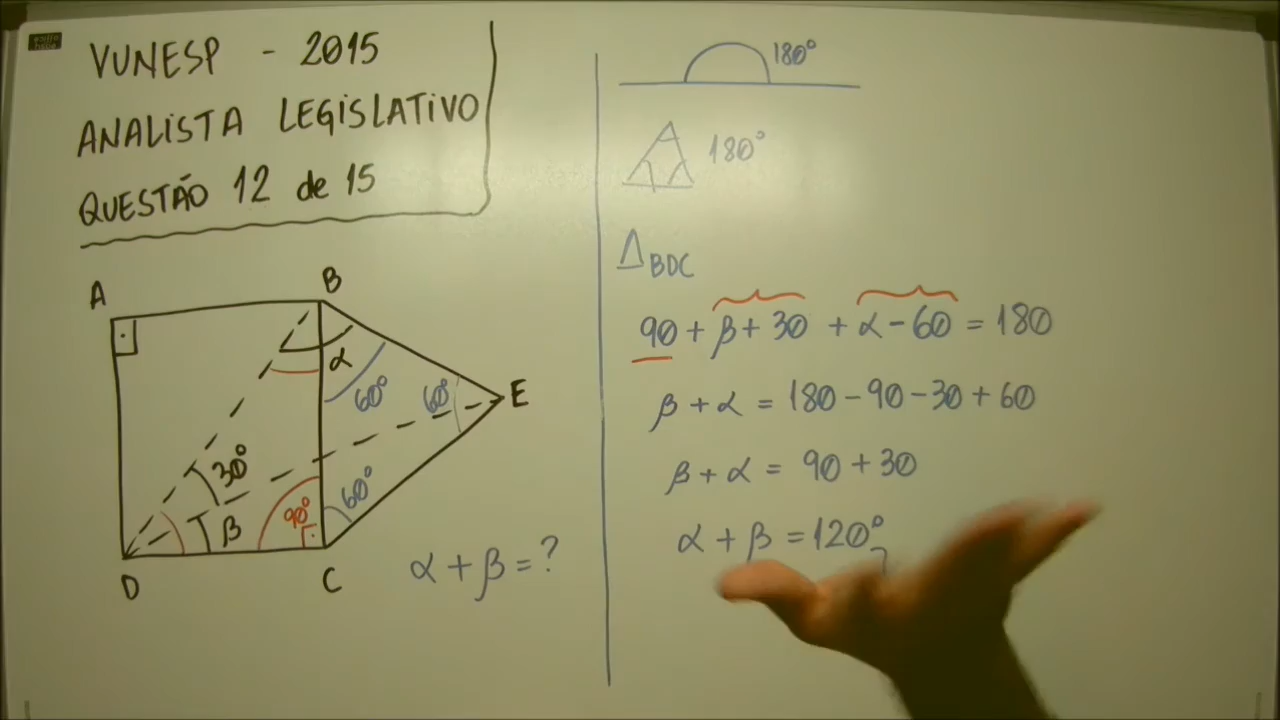 VUNESP - 2015
ANALISTA LEGISLATIVO
QUESTÃO 12 de 15
A
B
α
60°
60°
E
30°
β
90°
60°
D
C
α + β = ?
180°
180°
Δ BDC
90 + β + 30 + α - 60 = 180
β + α = 180 - 90 - 30 + 60
β + α = 90 + 30
α + β = 120°